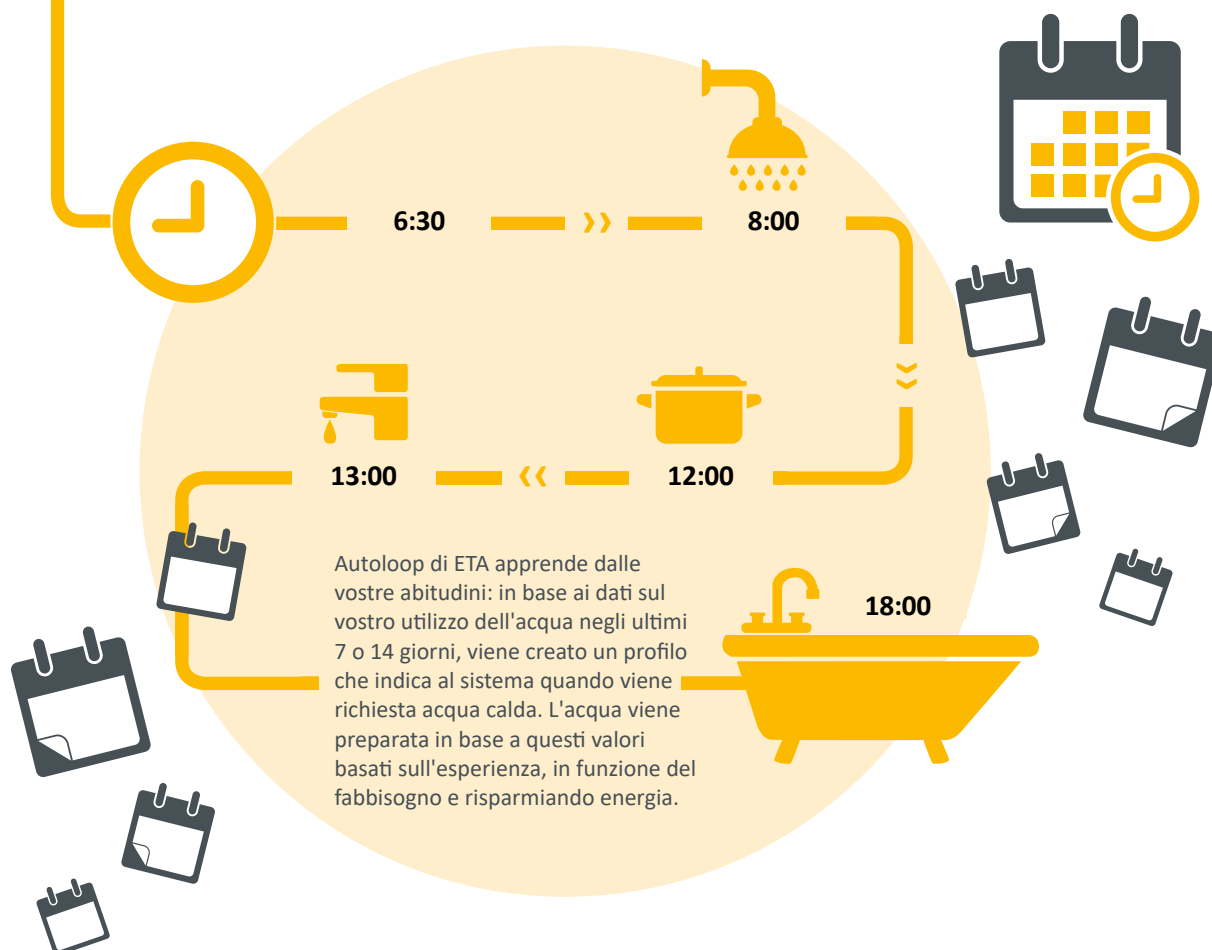 6:30
8:00
13:00
12:00
Autoloop di ETA apprende dalle
vostre abitudini: in base ai dati sul
vostro utilizzo dell'acqua negli ultimi
7 o 14 giorni, viene creato un profilo
che indica al sistema quando viene
richiesta acqua calda. L'acqua viene
preparata in base a questi valori
basati sull'esperienza, in funzione del
fabbisogno e risparmiando energia.
18:00